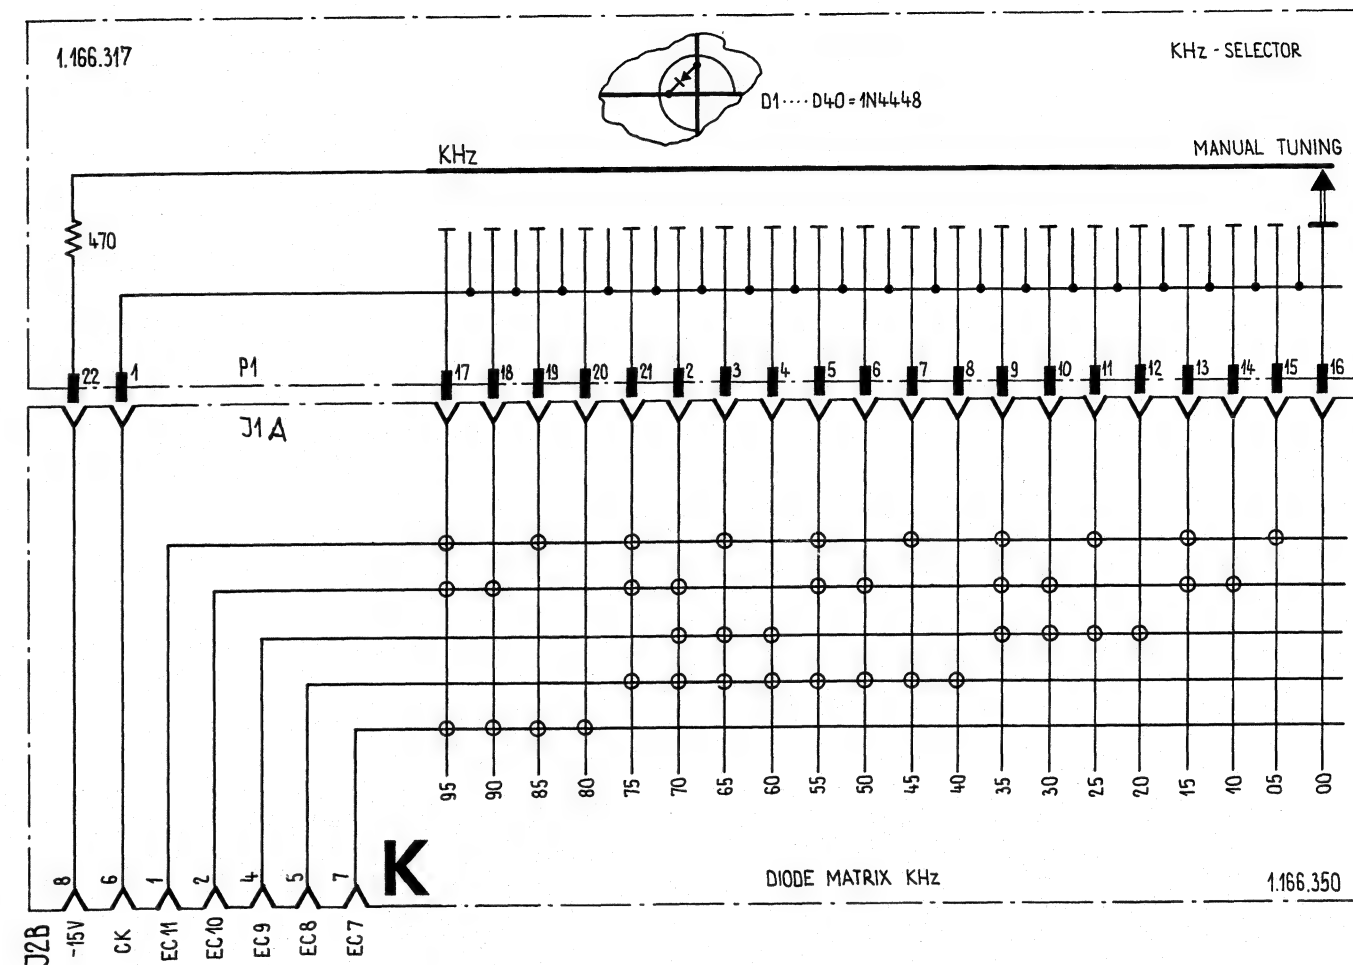 1.166.317
KHz - SELECTOR
D1····D40=1N4448
KHz
MANUAL TUNING
470
P1
22 1 17 18 19 20 21 2 3 4 5 6 7 8 9 10 11 12 13 14 15 16
J1A
95 90 85 80 75 70 65 60 55 50 45 40 35 30 25 20 15 10 05 00
K
DIODE MATRIX KHz
1.166.350
8 6 1 2 4 5 7
J2B
-15V CK EC11 EC10 EC9 EC8 EC7